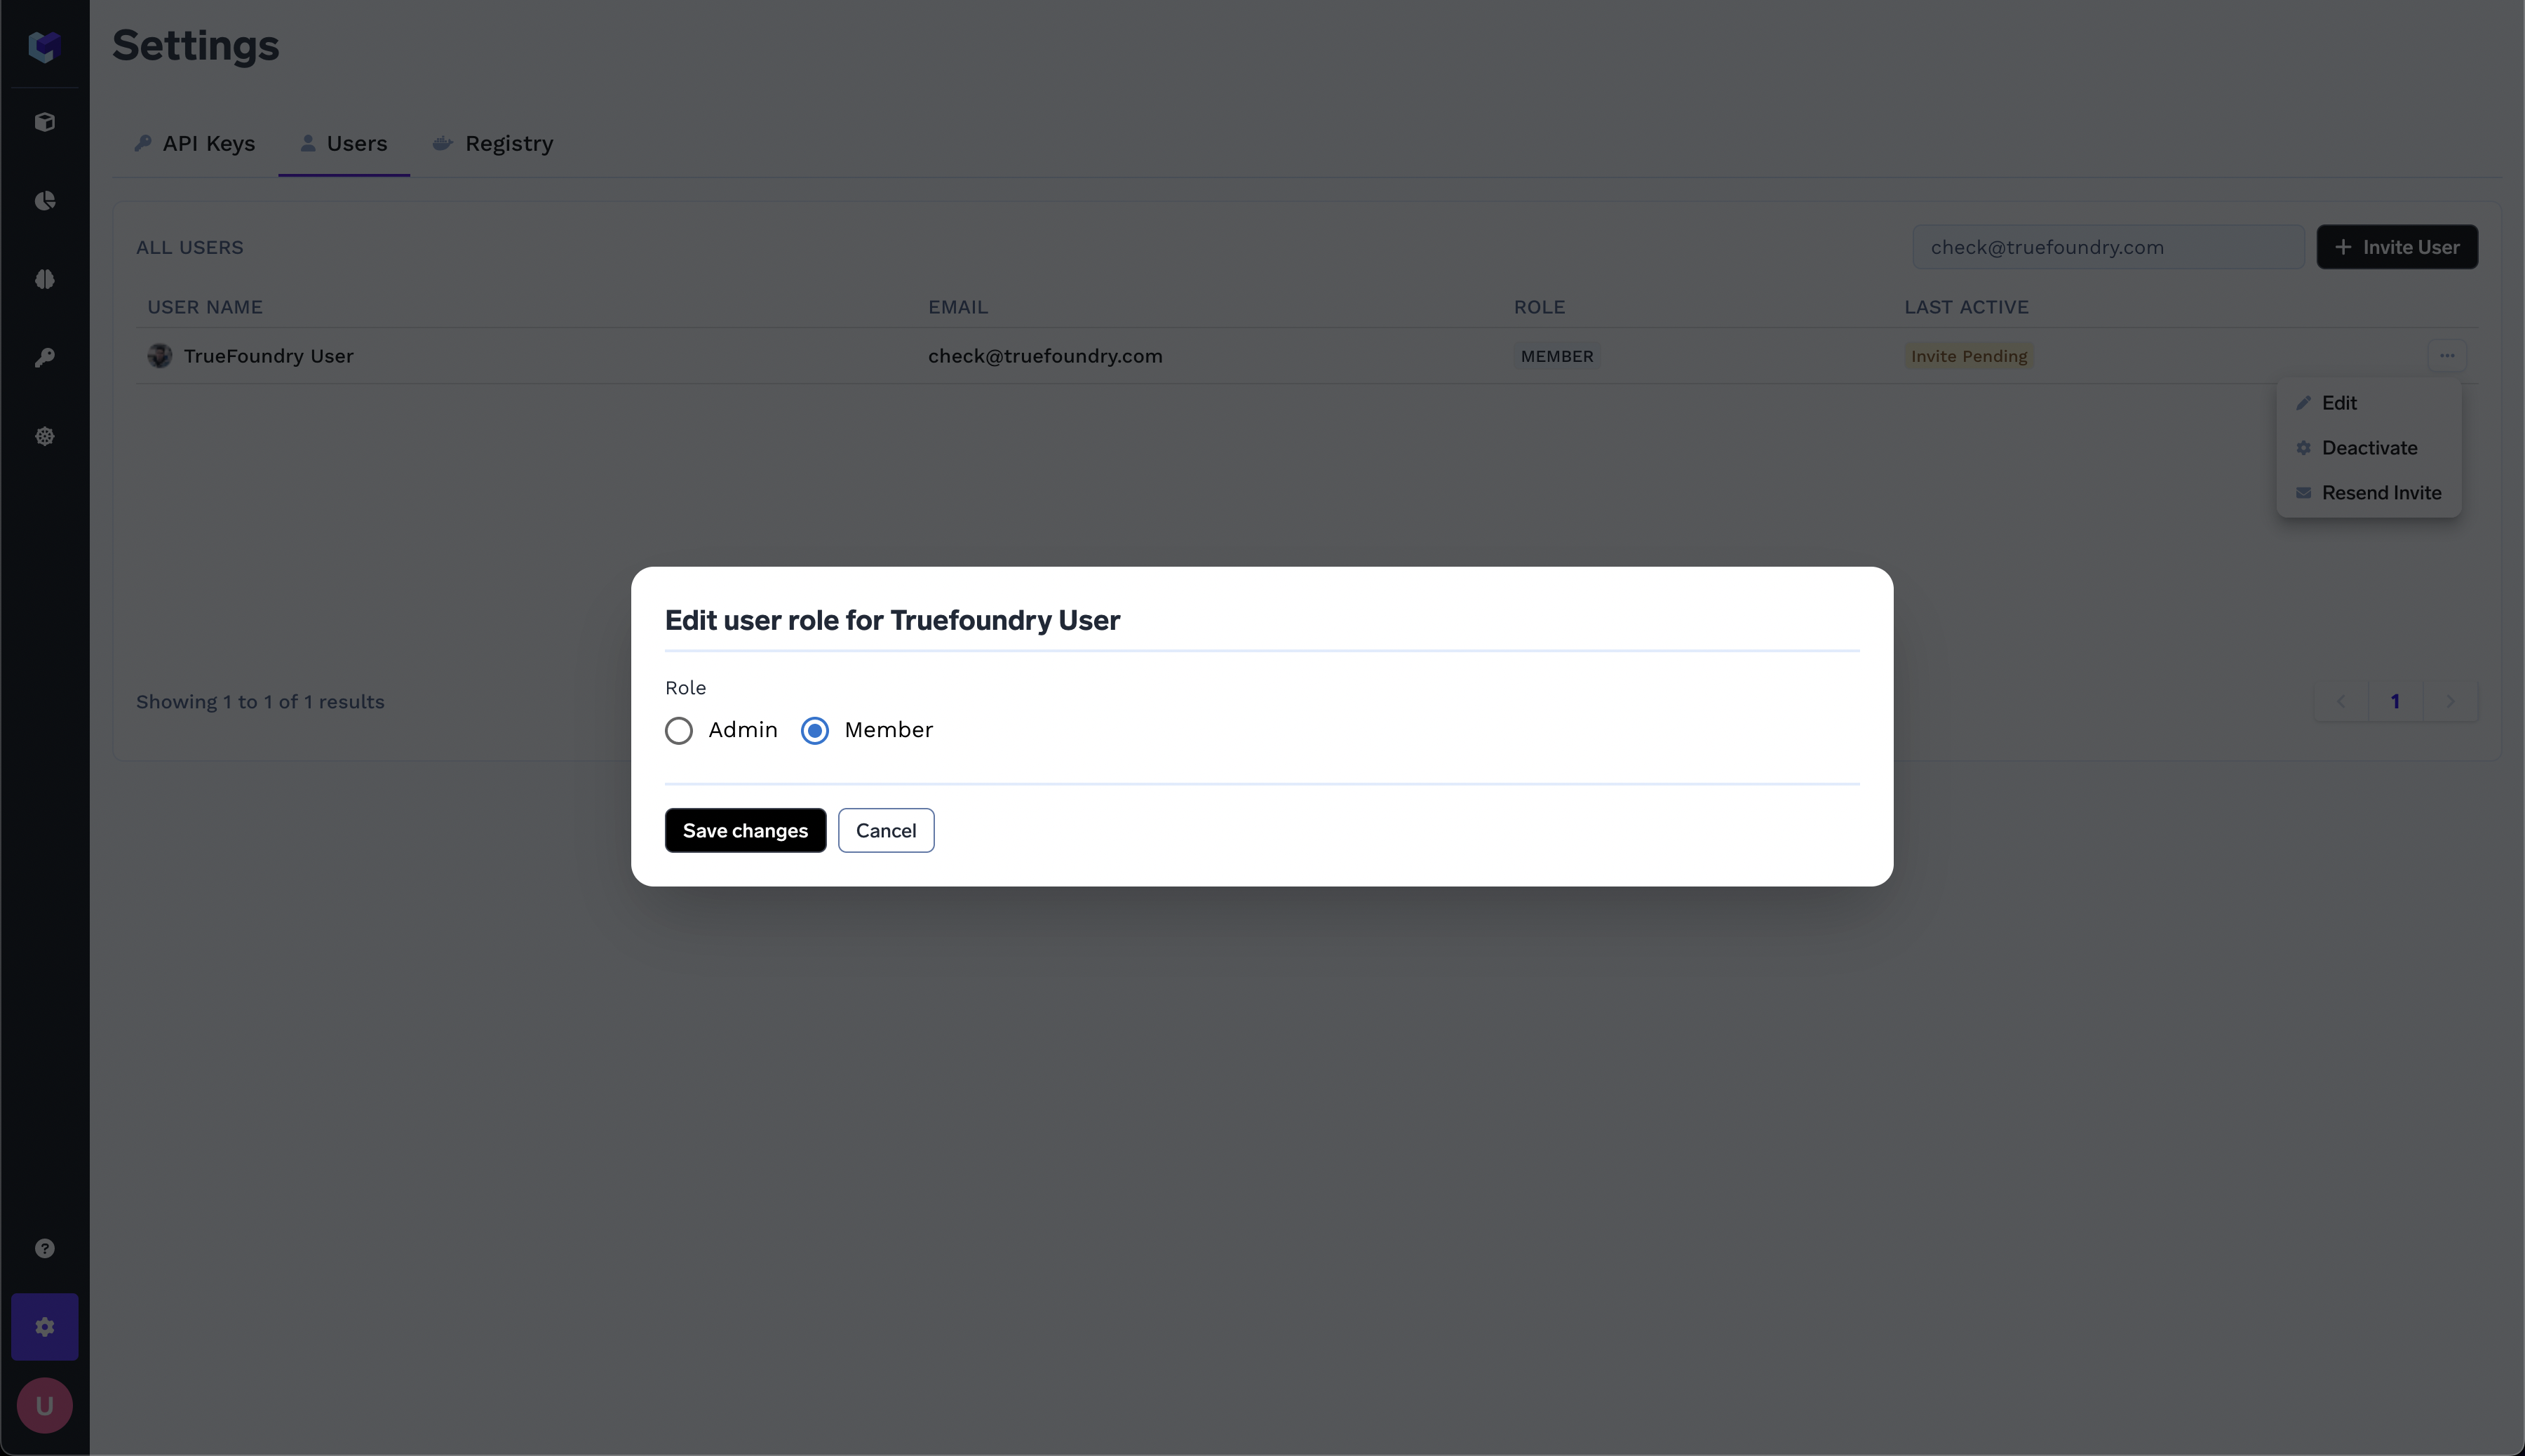 Settings
API Keys Users Registry
ALL USERS check@truefoundry.com + Invite User
USER NAME EMAIL ROLE LAST ACTIVE
TrueFoundry User check@truefoundry.com MEMBER Invite Pending ...
Edit
Deactivate
Resend Invite
Edit user role for Truefoundry User
Role
Admin Member
Save changes Cancel
Showing 1 to 1 of 1 results < 1 >
?
U